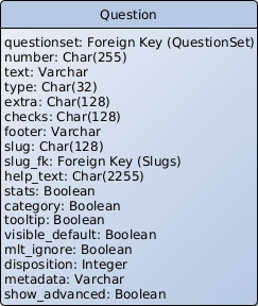 Question
questionset: Foreign Key (QuestionSet)
number: Char(255)
text: Varchar
type: Char(32)
extra: Char(128)
checks: Char(128)
footer: Varchar
slug: Char(128)
slug_fk: Foreign Key (Slugs)
help_text: Char(2255)
stats: Boolean
category: Boolean
tooltip: Boolean
visible_default: Boolean
mlt_ignore: Boolean
disposition: Integer
metadata: Varchar
show_advanced: Boolean